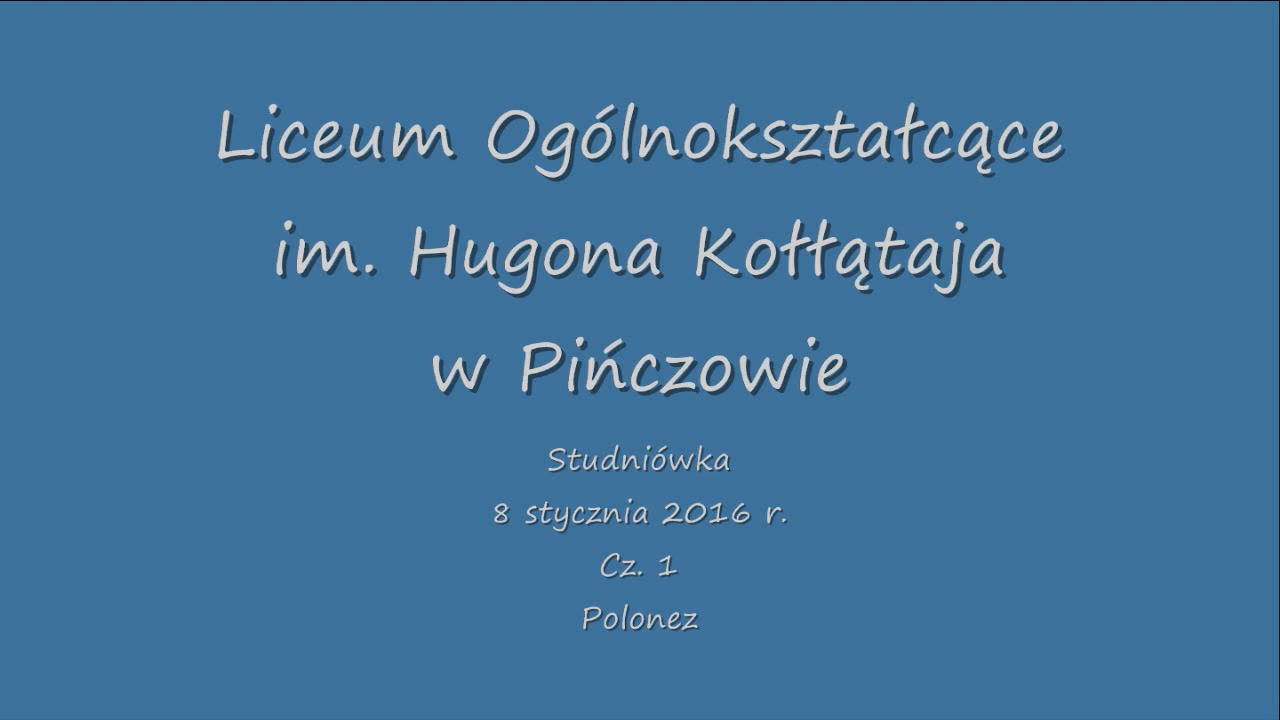 Liceum Ogólnokształcące
im. Hugona Kołłątaja
w Pińczowie
Studniówka
8 stycznia 2016 r.
Cz. 1
Polonez